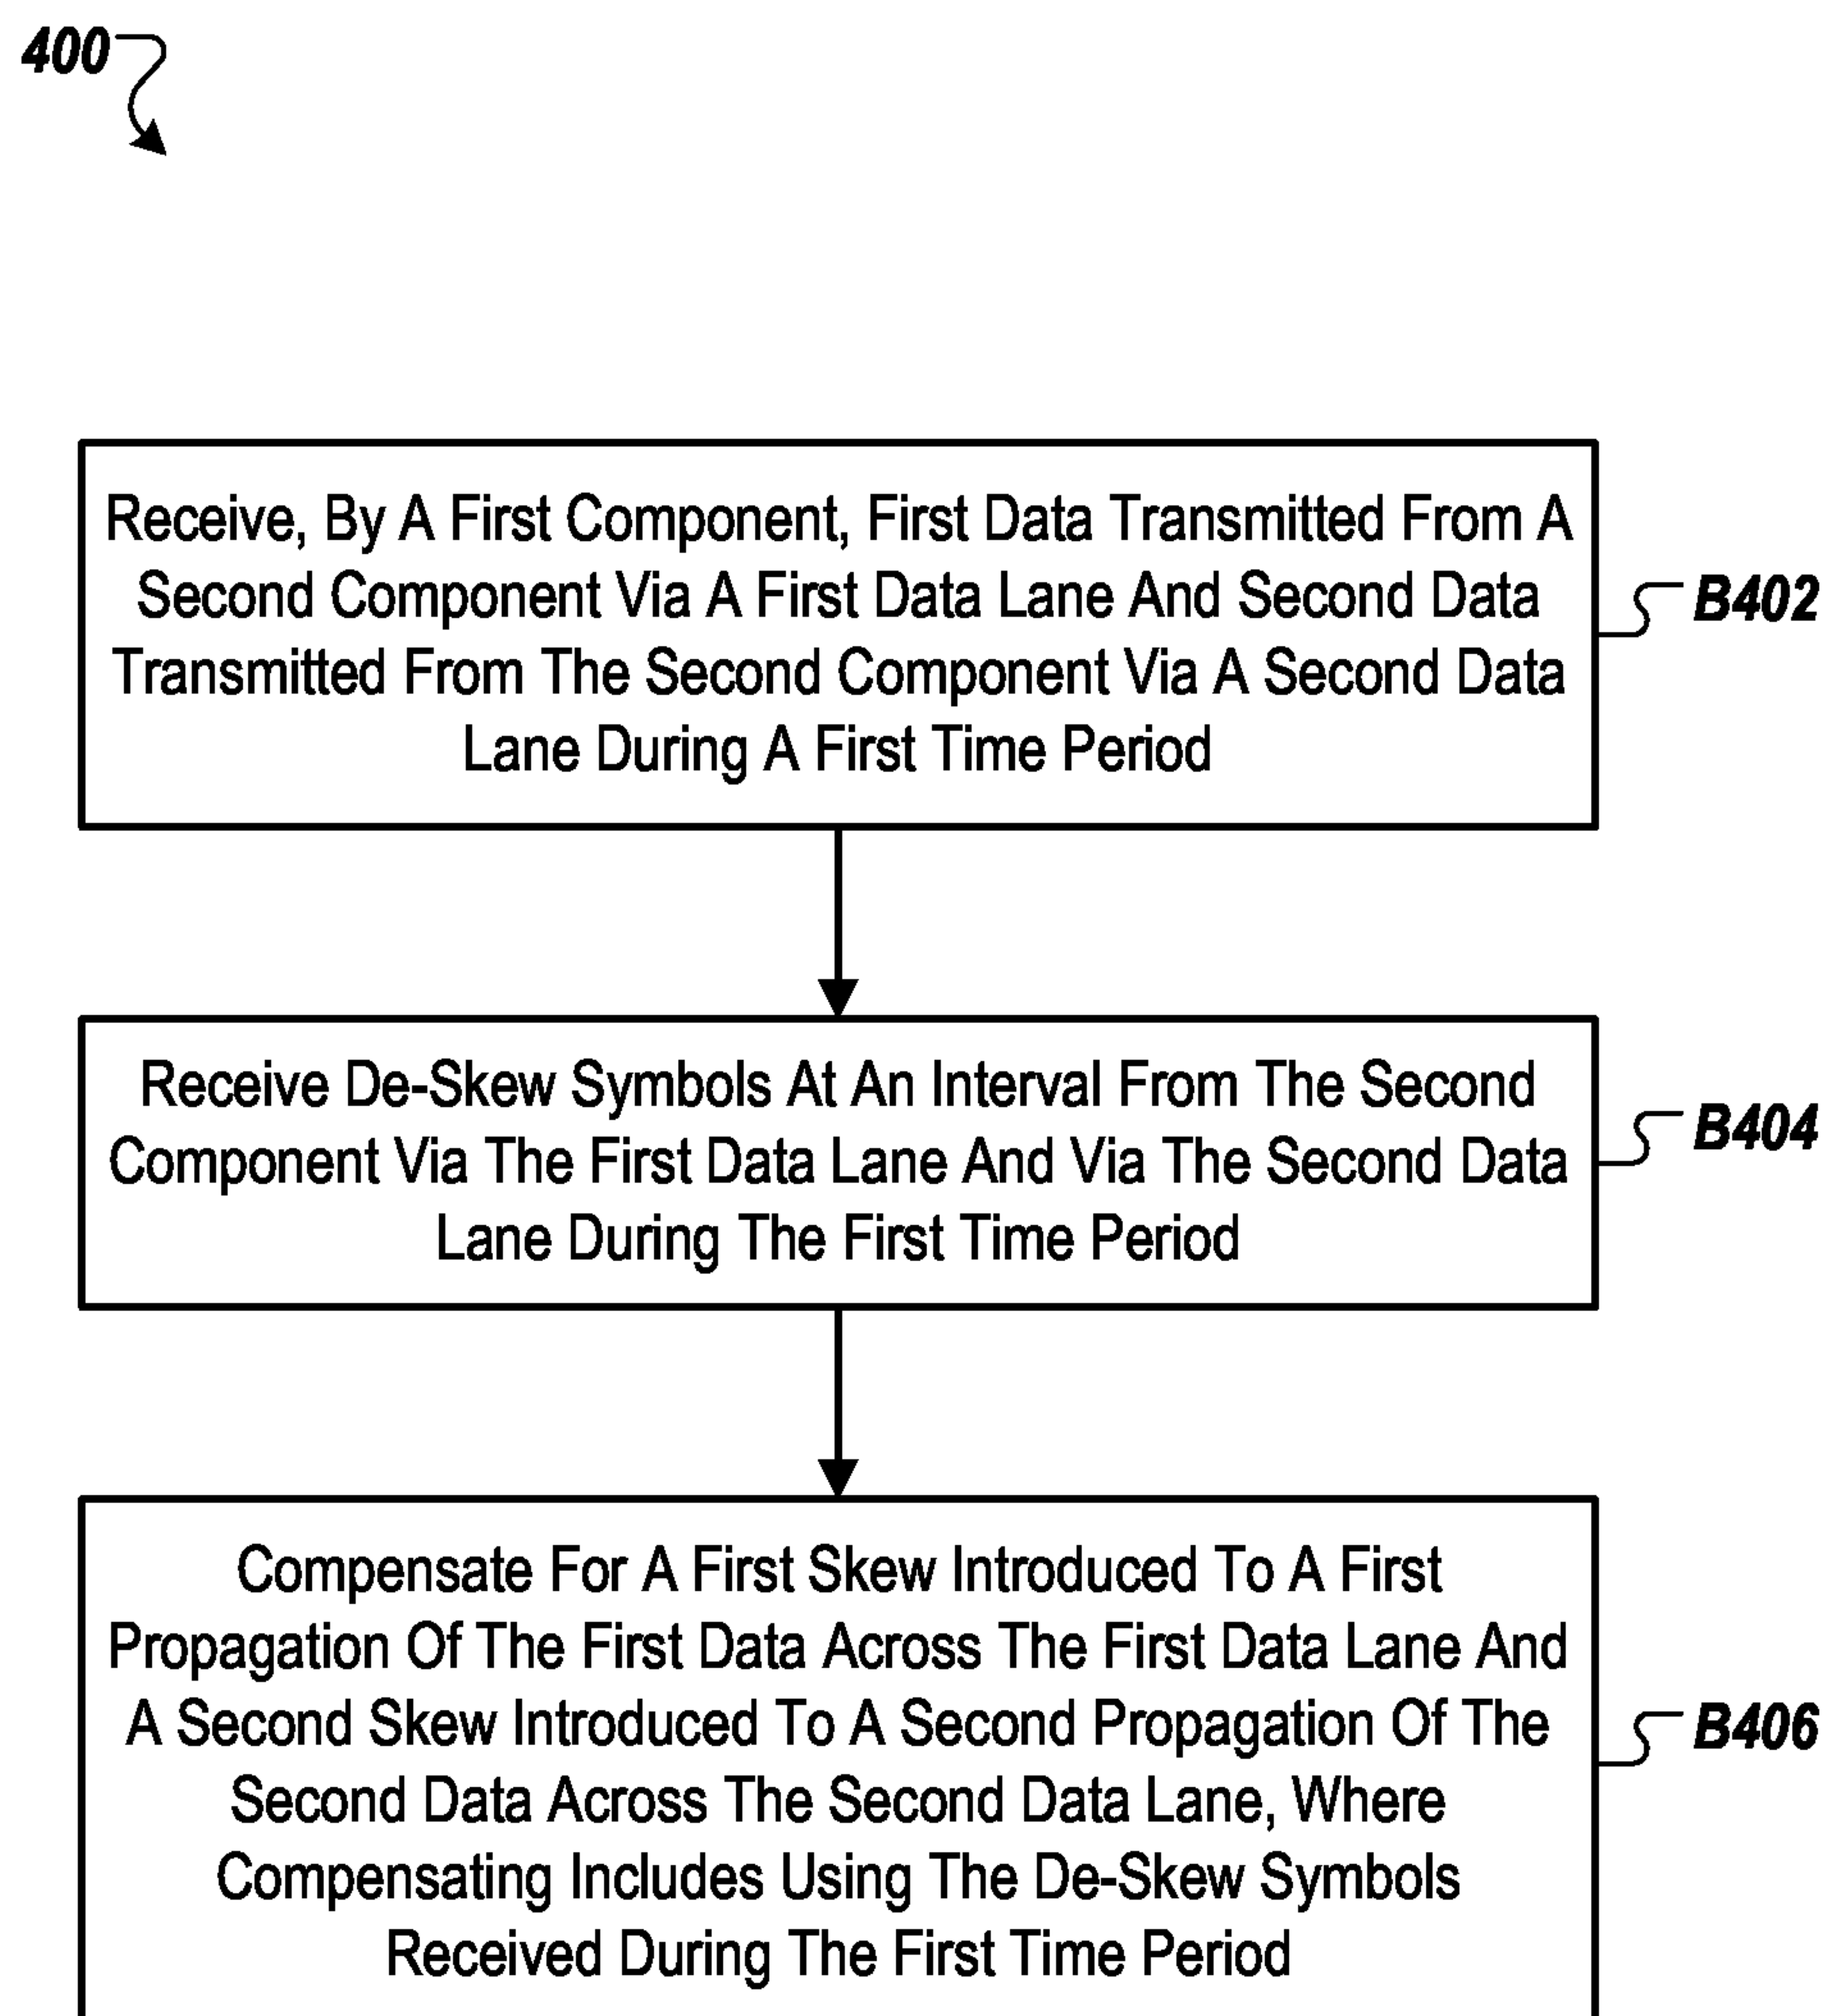 400
Receive, By A First Component, First Data Transmitted From A
Second Component Via A First Data Lane And Second Data
Transmitted From The Second Component Via A Second Data
Lane During A First Time Period
B402
Receive De-Skew Symbols At An Interval From The Second
Component Via The First Data Lane And Via The Second Data
Lane During The First Time Period
B404
Compensate For A First Skew Introduced To A First
Propagation Of The First Data Across The First Data Lane And
A Second Skew Introduced To A Second Propagation Of The
Second Data Across The Second Data Lane, Where
Compensating Includes Using The De-Skew Symbols
Received During The First Time Period
B406